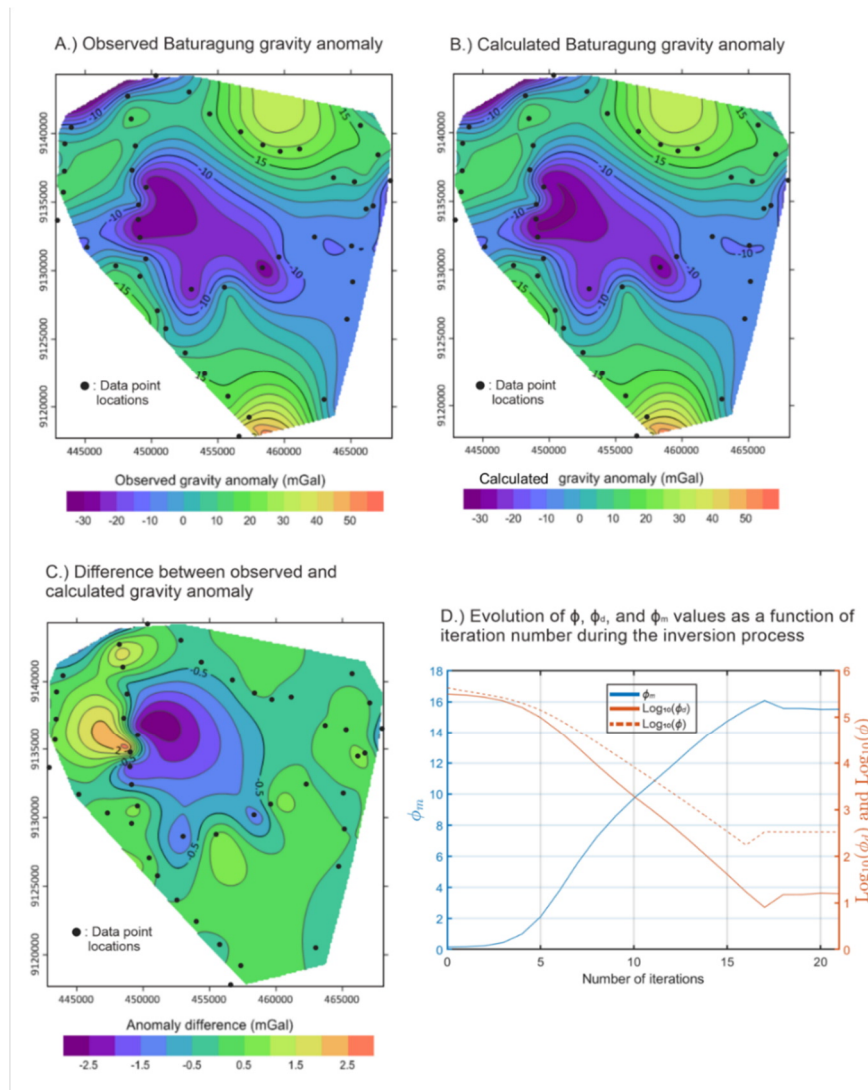 A.) Observed Baturagung gravity anomaly
9140000
9135000
9130000
9125000
9120000
-10
15
-10
-10
-10
-10
15
-10
15
● : Data point
locations
445000 450000 455000 460000 465000
Observed gravity anomaly (mGal)
-30 -20 -10 0 10 20 30 40 50
B.) Calculated Baturagung gravity anomaly
9140000
9135000
9130000
9125000
9120000
-10
15
-10
-10
-10
-10
15
-10
15
● : Data point
locations
445000 450000 455000 460000 465000
Calculated gravity anomaly (mGal)
-30 -20 -10 0 10 20 30 40 50
C.) Difference between observed and
calculated gravity anomaly
9140000
9135000
9130000
9125000
9120000
-0.5
-0.5
-0.5
-0.5
● : Data point
locations
445000 450000 455000 460000 465000
Anomaly difference (mGal)
-2.5 -1.5 -0.5 0.5 1.5 2.5
D.) Evolution of ϕ, ϕd, and ϕm values as a function of
iteration number during the inversion process
18
16
14
12
10
8
6
4
2
0
ϕm
ϕm
Log₁₀(ϕd)
Log₁₀(ϕ)
6
5
4
3
2
1
0
Log₁₀(ϕd) and Log₁₀(ϕ)
0 5 10 15 20
Number of iterations